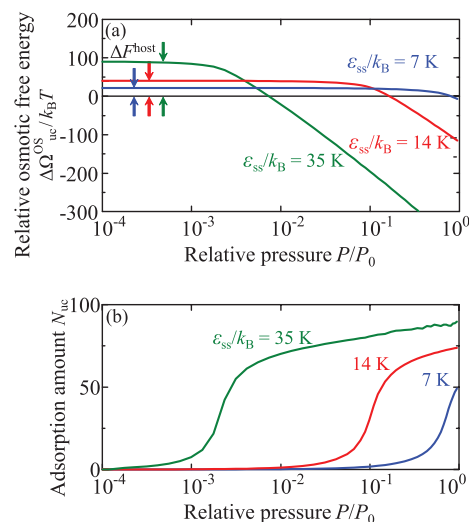 (a)
ΔF^host
ε_ss/k_B = 7 K
ε_ss/k_B = 14 K
ε_ss/k_B = 35 K
Relative osmotic free energy
ΔΩ^OS_uc/k_BT
100
0
-100
-200
-300
10^-4 10^-3 10^-2 10^-1 10^0
Relative pressure P/P_0
(b)
ε_ss/k_B = 35 K
14 K
7 K
Adsorption amount N_uc
100
50
0
10^-4 10^-3 10^-2 10^-1 10^0
Relative pressure P/P_0